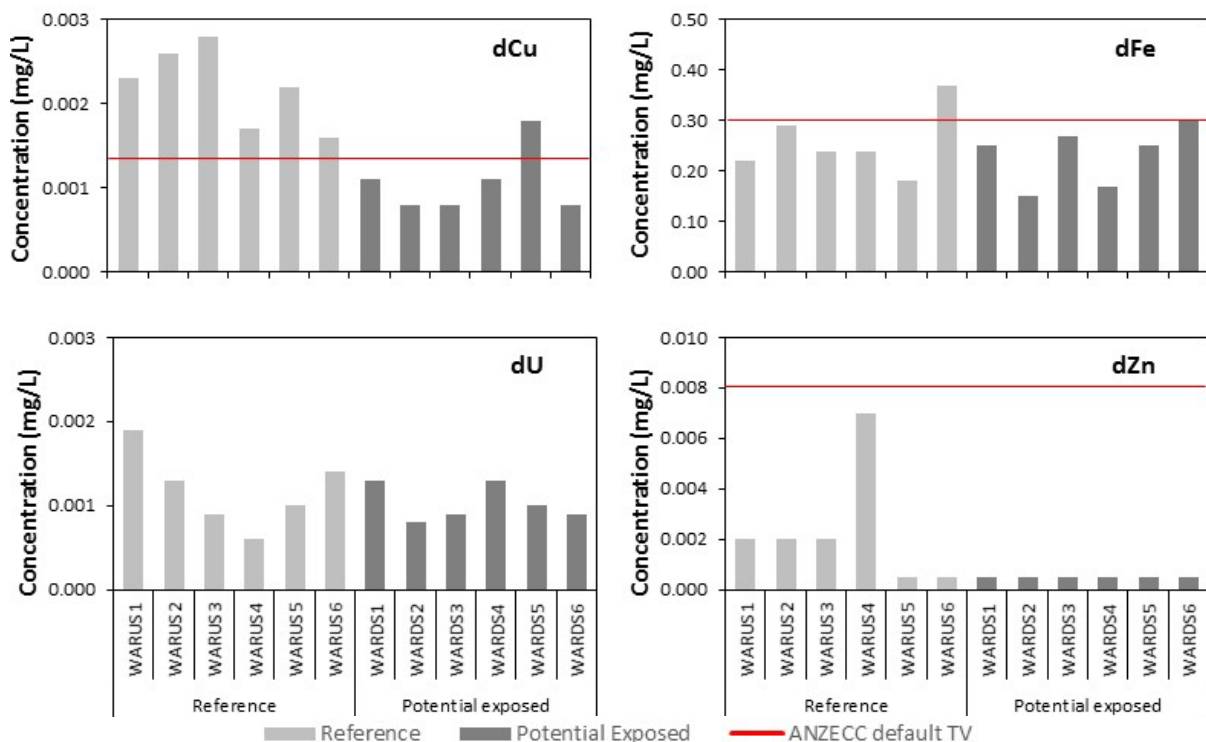 dCu
Concentration (mg/L)
0.003
0.002
0.001
0.000
dFe
Concentration (mg/L)
0.50
0.40
0.30
0.20
0.10
0.00
dU
Concentration (mg/L)
0.003
0.002
0.001
0.000
WARUS1
WARUS2
WARUS3
WARUS4
WARUS5
WARUS6
WARDS1
WARDS2
WARDS3
WARDS4
WARDS5
WARDS6
Reference
Potential exposed
dZn
Concentration (mg/L)
0.010
0.008
0.006
0.004
0.002
0.000
WARUS1
WARUS2
WARUS3
WARUS4
WARUS5
WARUS6
WARDS1
WARDS2
WARDS3
WARDS4
WARDS5
WARDS6
Reference
Potential exposed
Reference
Potential Exposed
ANZECC default TV